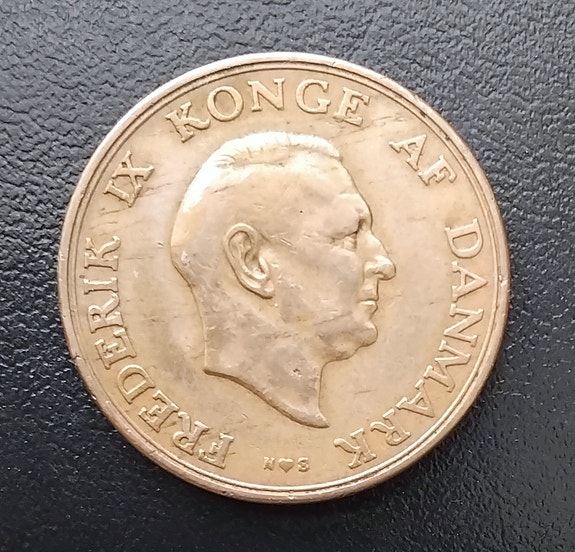 FREDERIK IX KONGE AF DANMARK
N♥S